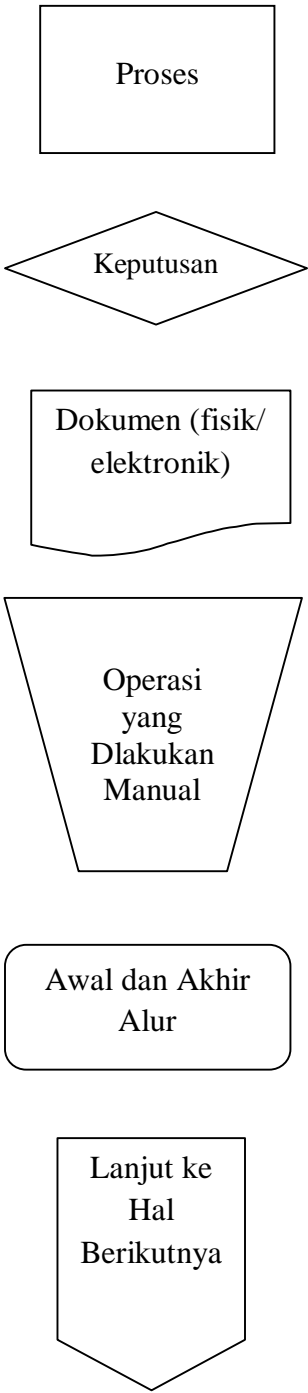 Proses
Keputusan
Dokumen (fisik/
elektronik)
Operasi
yang
Dlakukan
Manual
Awal dan Akhir
Alur
Lanjut ke
Hal
Berikutnya